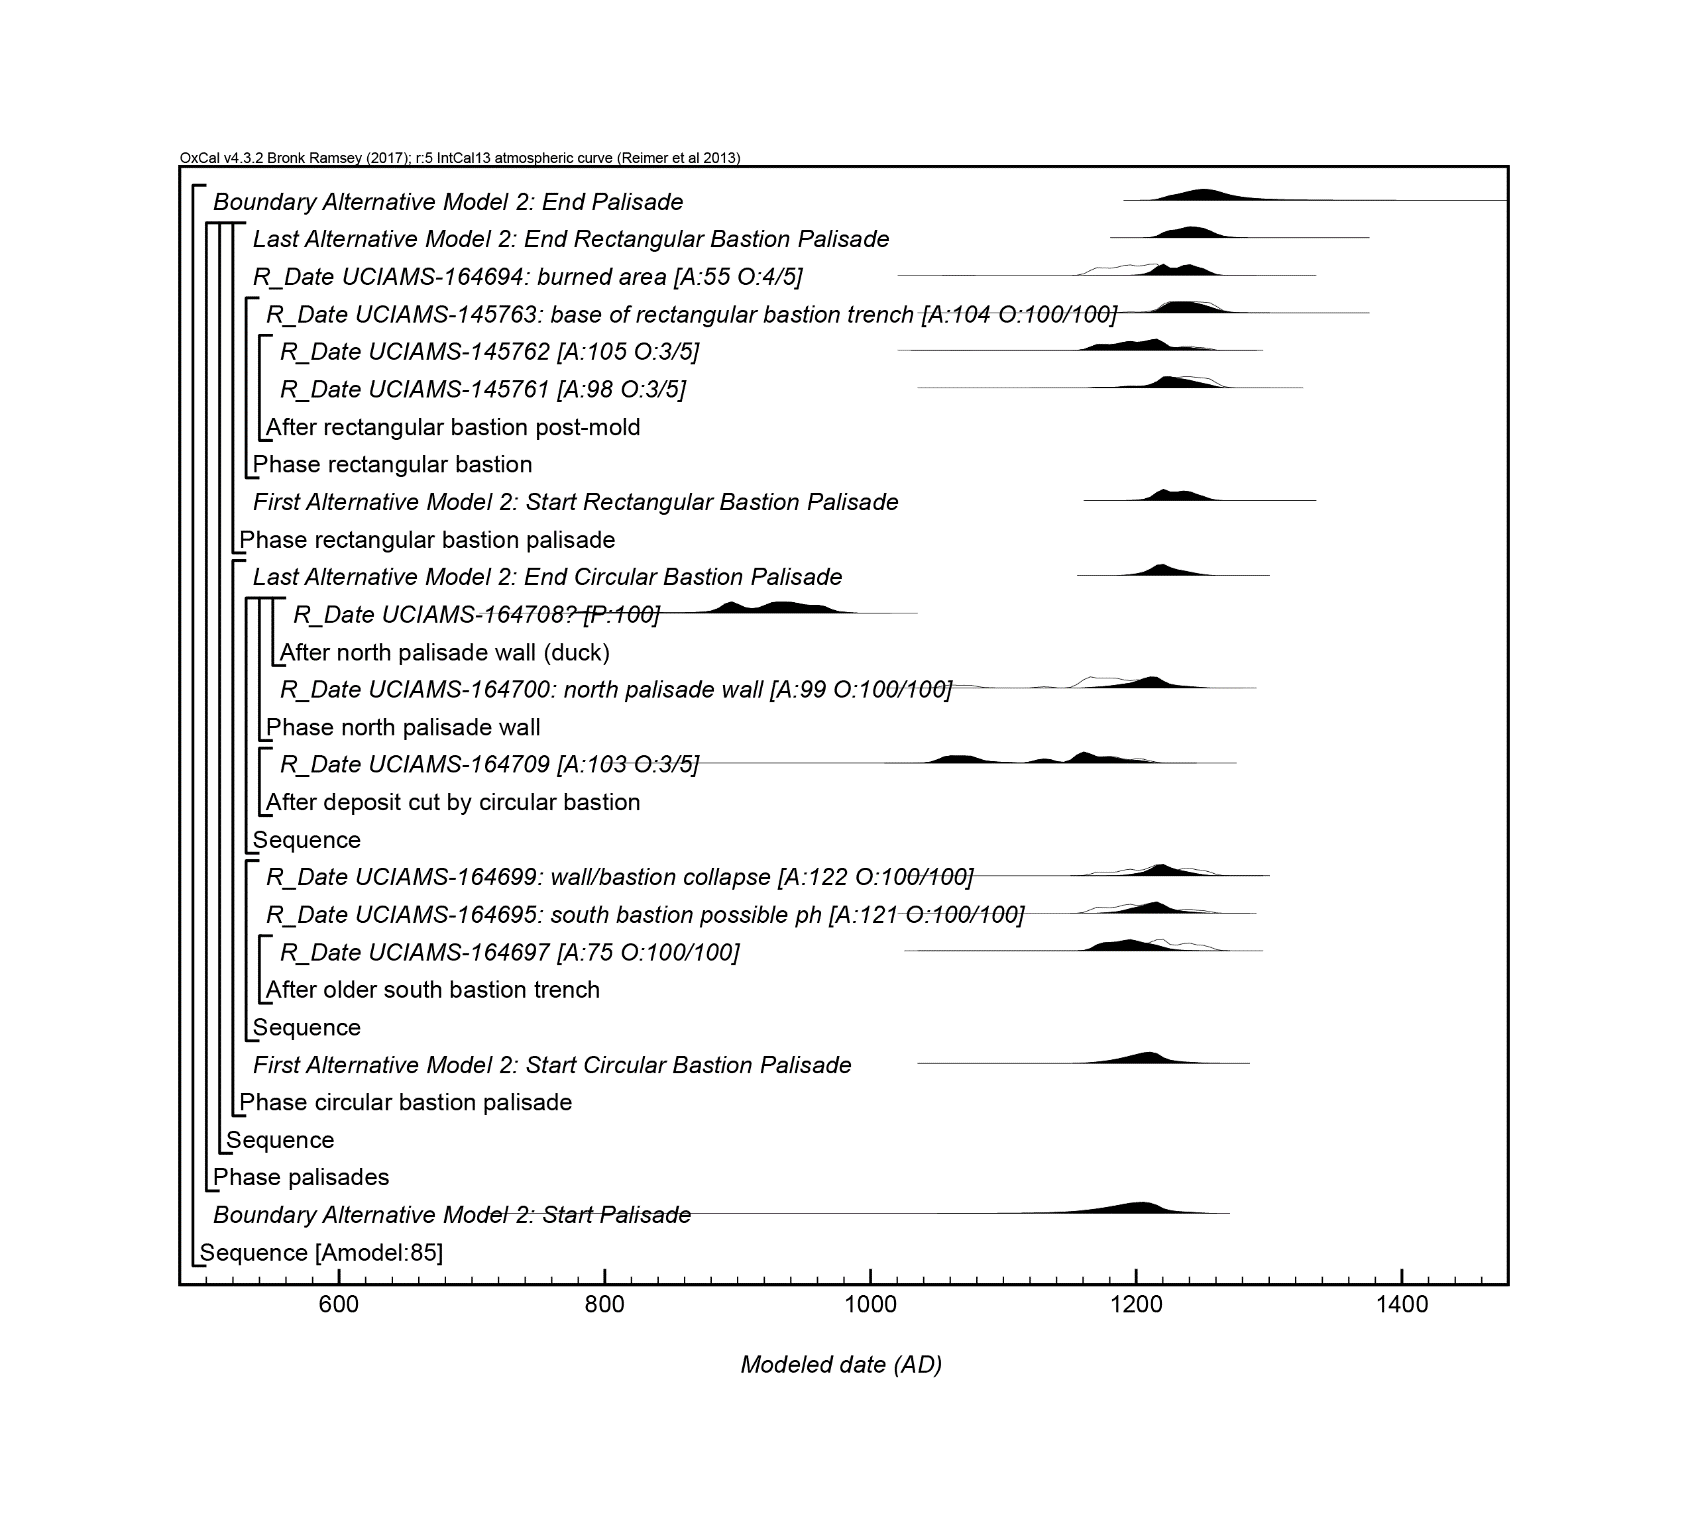 OxCal v4.3.2 Bronk Ramsey (2017); r:5 IntCal13 atmospheric curve (Reimer et al 2013)
Boundary Alternative Model 2: End Palisade
Last Alternative Model 2: End Rectangular Bastion Palisade
R_Date UCIAMS-164694: burned area [A:55 O:4/5]
R_Date UCIAMS-145763: base of rectangular bastion trench [A:104 O:100/100]
R_Date UCIAMS-145762 [A:105 O:3/5]
R_Date UCIAMS-145761 [A:98 O:3/5]
After rectangular bastion post-mold
Phase rectangular bastion
First Alternative Model 2: Start Rectangular Bastion Palisade
Phase rectangular bastion palisade
Last Alternative Model 2: End Circular Bastion Palisade
R_Date UCIAMS-164708? [P:100]
After north palisade wall (duck)
R_Date UCIAMS-164700: north palisade wall [A:99 O:100/100]
Phase north palisade wall
R_Date UCIAMS-164709 [A:103 O:3/5]
After deposit cut by circular bastion
Sequence
R_Date UCIAMS-164699: wall/bastion collapse [A:122 O:100/100]
R_Date UCIAMS-164695: south bastion possible ph [A:121 O:100/100]
R_Date UCIAMS-164697 [A:75 O:100/100]
After older south bastion trench
Sequence
First Alternative Model 2: Start Circular Bastion Palisade
Phase circular bastion palisade
Sequence
Phase palisades
Boundary Alternative Model 2: Start Palisade
Sequence [Amodel:85]
600 800 1000 1200 1400
Modeled date (AD)